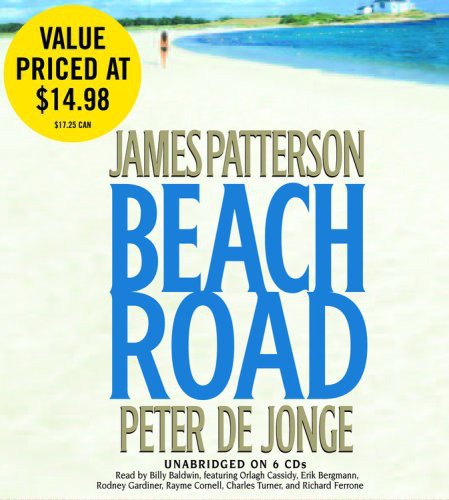 VALUE
PRICED AT
$14.98
$17.25 CAN
JAMES PATTERSON
BEACH
ROAD
PETER DE JONGE
UNABRIDGED ON 6 CDs
Read by Billy Baldwin, featuring Orlagh Cassidy, Erik Bergmann,
Rodney Gardiner, Rayme Cornell, Charles Turner, and Richard Ferrone